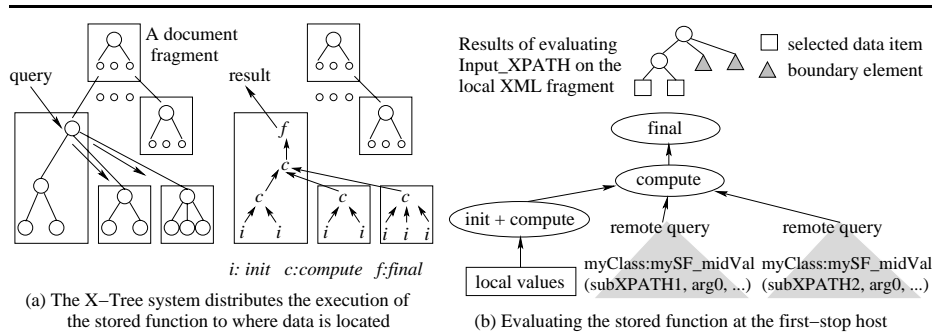 A document
fragment
query
result
f
c
c
c
c
i
i
i
i
i
i
i
i: init c:compute f:final
(a) The X−Tree system distributes the execution of
the stored function to where data is located
Results of evaluating
Input_XPATH on the
local XML fragment
selected data item
boundary element
final
compute
init + compute
local values
remote query
myClass:mySF_midVal
(subXPATH1, arg0, ...)
remote query
myClass:mySF_midVal
(subXPATH2, arg0, ...)
(b) Evaluating the stored function at the first−stop host